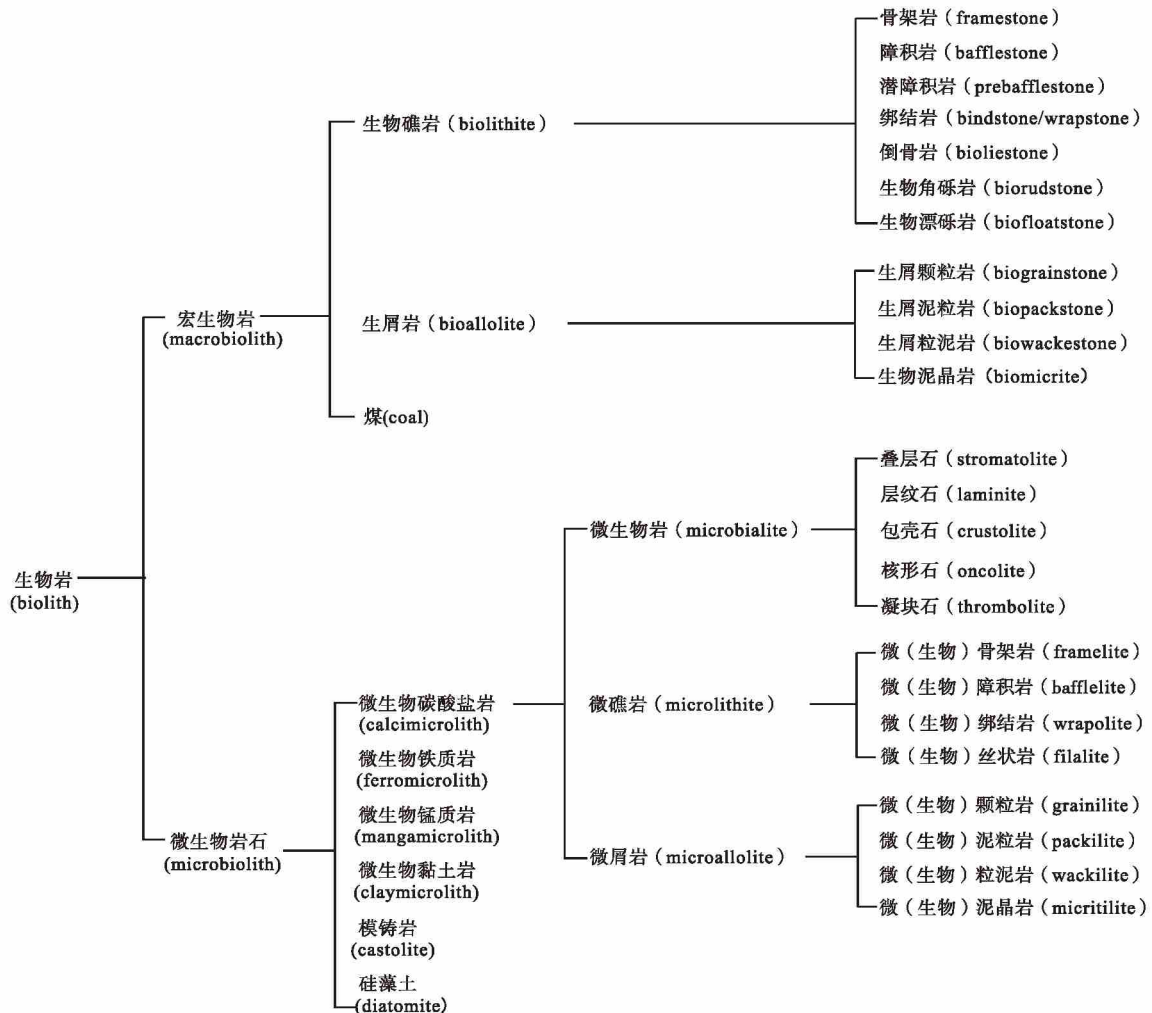 骨架岩（framestone）
障积岩（bafflestone）
潜障积岩（prebafflestone）
生物礁岩（biolithite）
绑结岩（bindstone/wrapstone）
倒骨岩（bioliestone）
生物角砾岩（biorudstone）
生物漂砾岩（biofloatstone）
生屑颗粒岩（biograinstone）
宏生物岩
(macrobiolith)
生屑岩（bioallolite）
生屑泥粒岩（biopackstone）
生屑粒泥岩（biowackestone）
生物泥晶岩（biomicrite）
煤(coal)
生物岩
(biolith)
叠层石（stromatolite）
层纹石（laminite）
微生物岩（microbialite）
包壳石（crustolite）
核形石（oncolite）
凝块石（thrombolite）
微（生物）骨架岩（framelite）
微生物碳酸盐岩
(calcimicrolith)
微礁岩（microlithite）
微（生物）障积岩（bafflelite）
微（生物）绑结岩（wrapolite）
微（生物）丝状岩（filalite）
微生物铁质岩
(ferromicrolith)
微生物岩石
(microbiolith)
微生物锰质岩
(mangamicrolith)
微屑岩（microallolite）
微（生物）颗粒岩（grainilite）
微（生物）泥粒岩（packilite）
微（生物）粒泥岩（wackilite）
微（生物）泥晶岩（micritilite）
微生物黏土岩
(claymicrolith)
模铸岩
(castolite)
硅藻土
(diatomite)